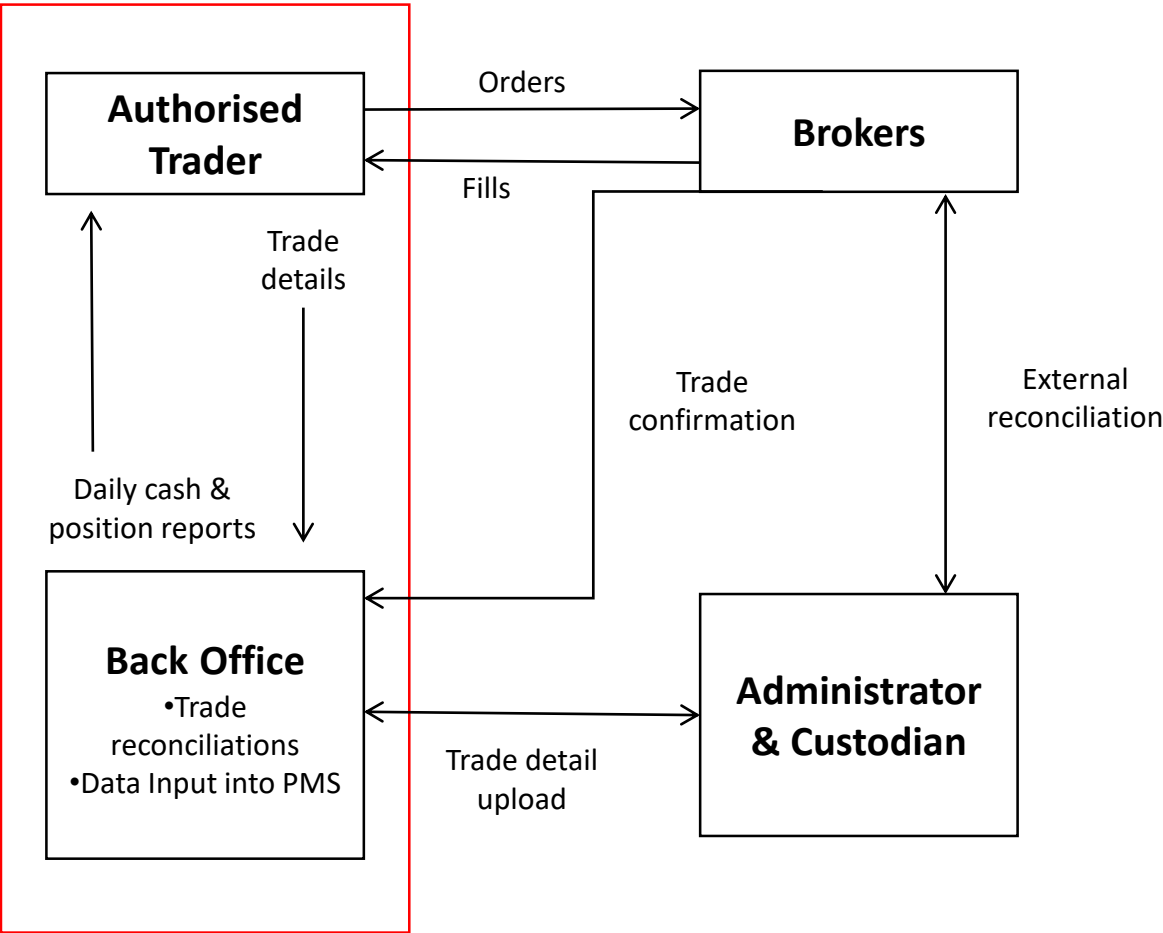 Authorised
Trader
Orders
Brokers
Fills
Trade
details
Trade
confirmation
External
reconciliation
Daily cash &
position reports
Back Office
•Trade
reconciliations
•Data Input into PMS
Administrator
& Custodian
Trade detail
upload